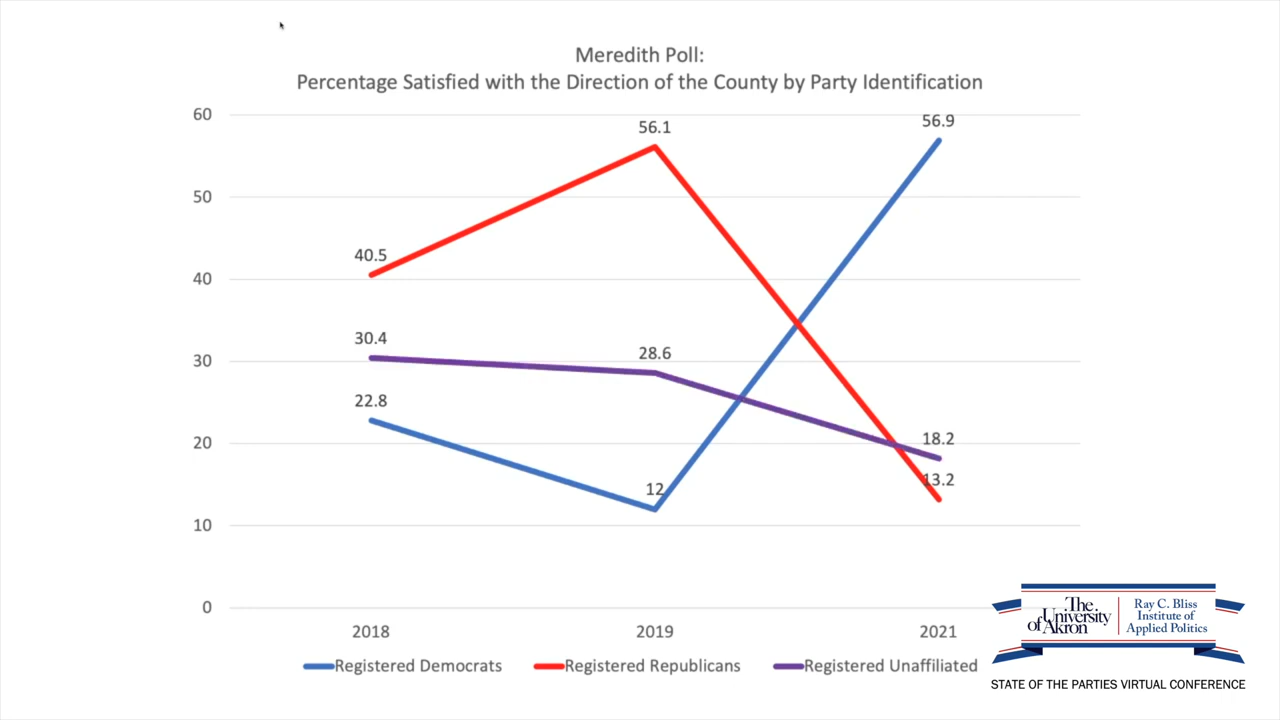 Meredith Poll:
Percentage Satisfied with the Direction of the County by Party Identification
60
50
40
30
20
10
0
56.1
56.9
40.5
30.4
28.6
22.8
12
18.2
13.2
2018
2019
2021
Registered Democrats
Registered Republicans
Registered Unaffiliated
The
University
of Akron
Ray C. Bliss
Institute of
Applied Politics
STATE OF THE PARTIES VIRTUAL CONFERENCE